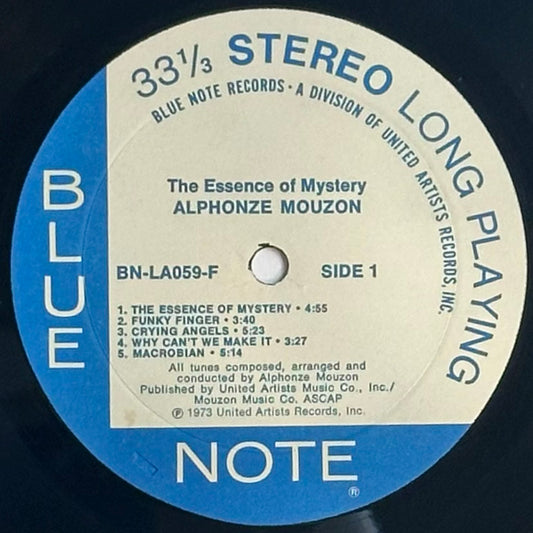 33⅓ STEREO LONG PLAYING
BLUE NOTE RECORDS • A DIVISION OF UNITED ARTISTS RECORDS, INC.
The Essence of Mystery
ALPHONZE MOUZON
BN-LA059-F
SIDE 1
1. THE ESSENCE OF MYSTERY • 4:55
2. FUNKY FINGER • 3:40
3. CRYING ANGELS • 5:23
4. WHY CAN'T WE MAKE IT • 3:27
5. MACROBIAN • 5:14
All tunes composed, arranged and
conducted by Alphonze Mouzon
Published by United Artists Music Co., Inc./
Mouzon Music Co. ASCAP
℗ 1973 United Artists Records, Inc.
BLUE
NOTE ®